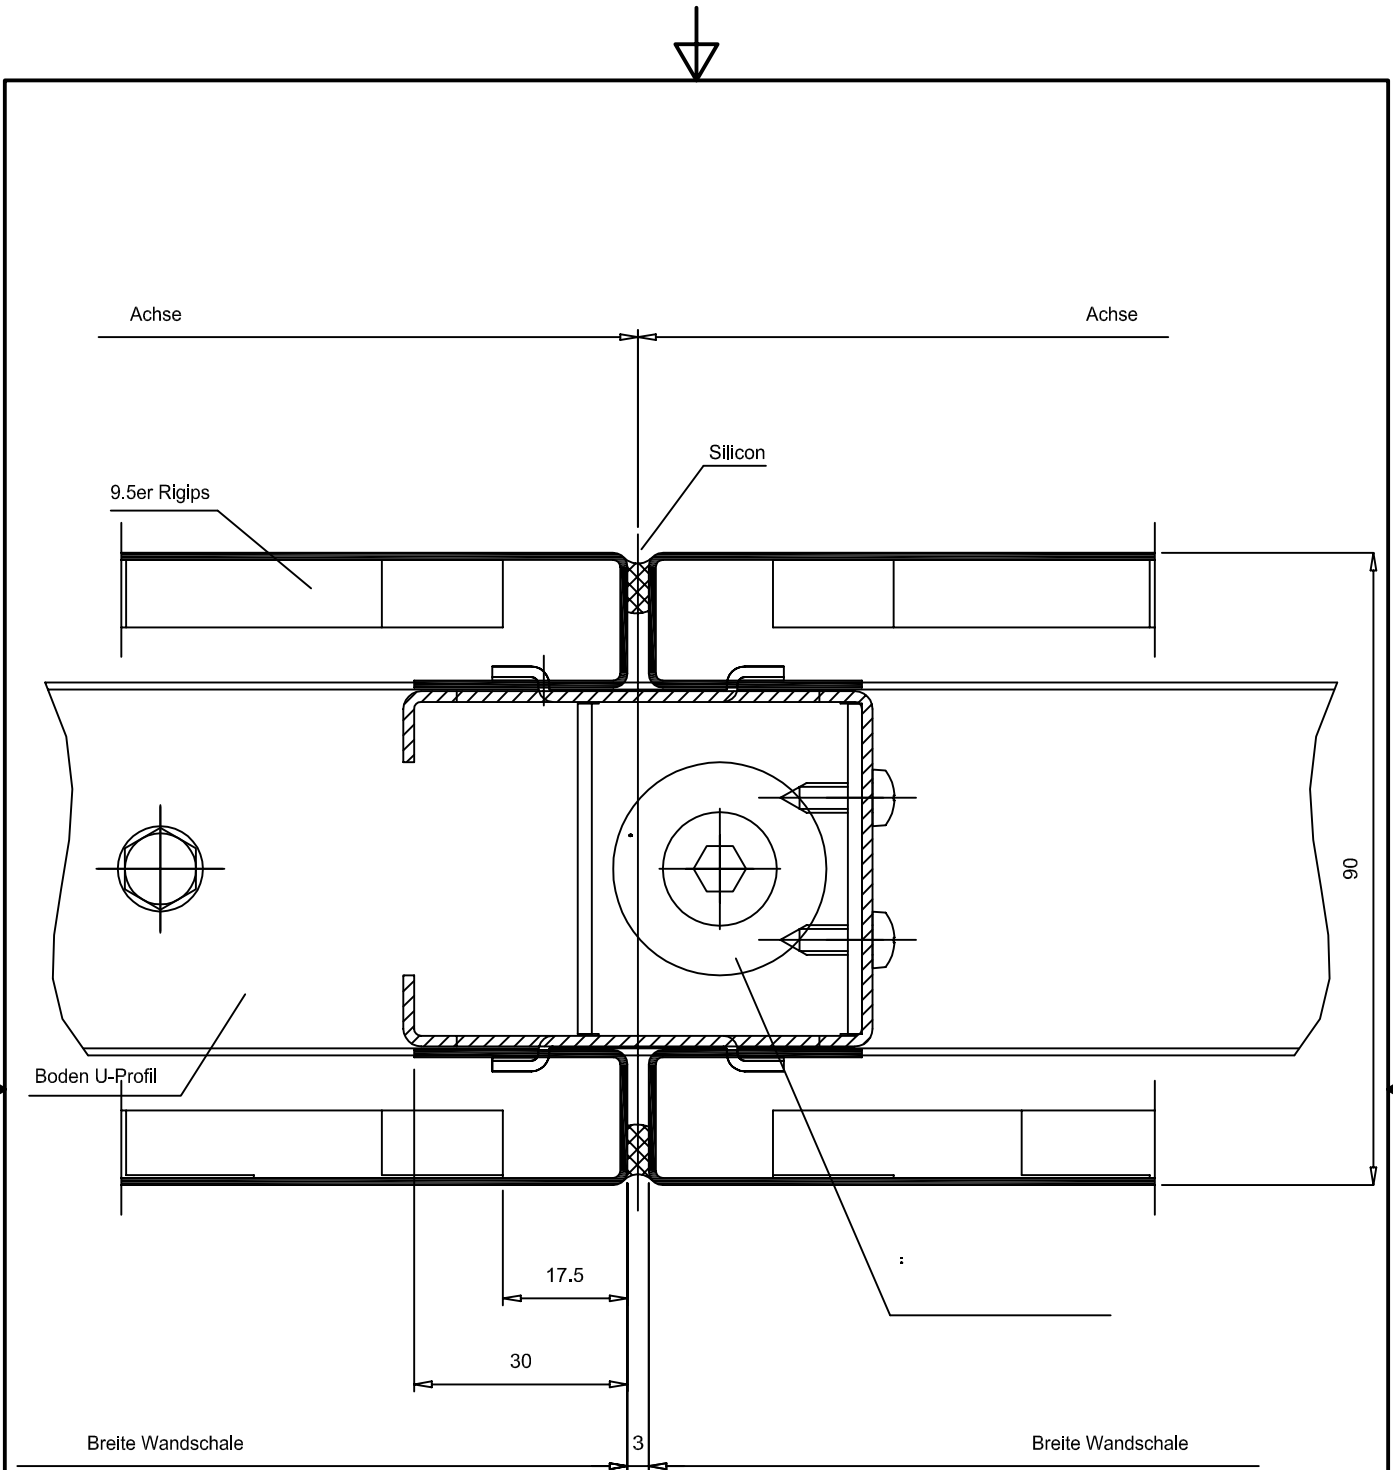 Achse
Achse
Silicon
9.5er Rigips
90
Boden U-Profil
:
17.5
30
Breite Wandschale
3
Breite Wandschale